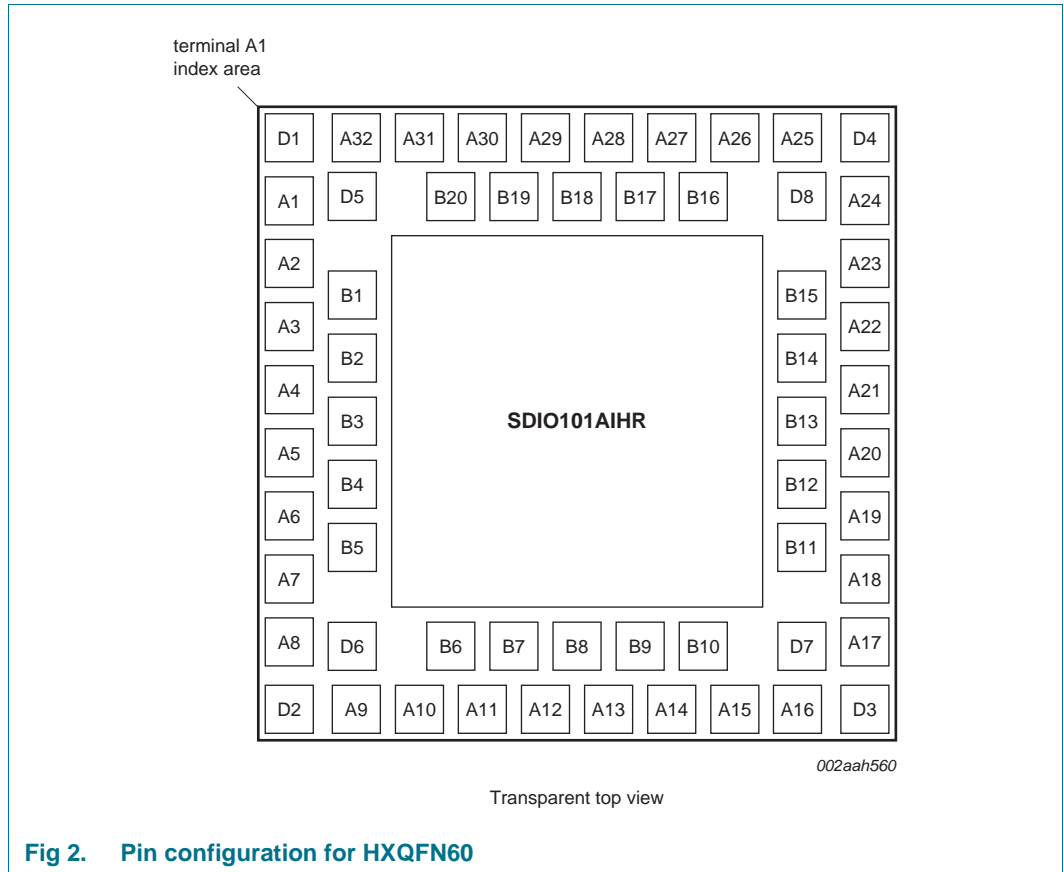 terminal A1
index area
D1 A32 A31 A30 A29 A28 A27 A26 A25 D4
A1 D5 B20 B19 B18 B17 B16 D8 A24
A2 A23
B1 B15
A3 A22
B2 B14
A4 A21
B3 SDIO101AIHR B13
A5 A20
B4 B12
A6 A19
B5 B11
A7 A18
A8 D6 B6 B7 B8 B9 B10 D7 A17
D2 A9 A10 A11 A12 A13 A14 A15 A16 D3
002aah560
Transparent top view
Fig 2. Pin configuration for HXQFN60